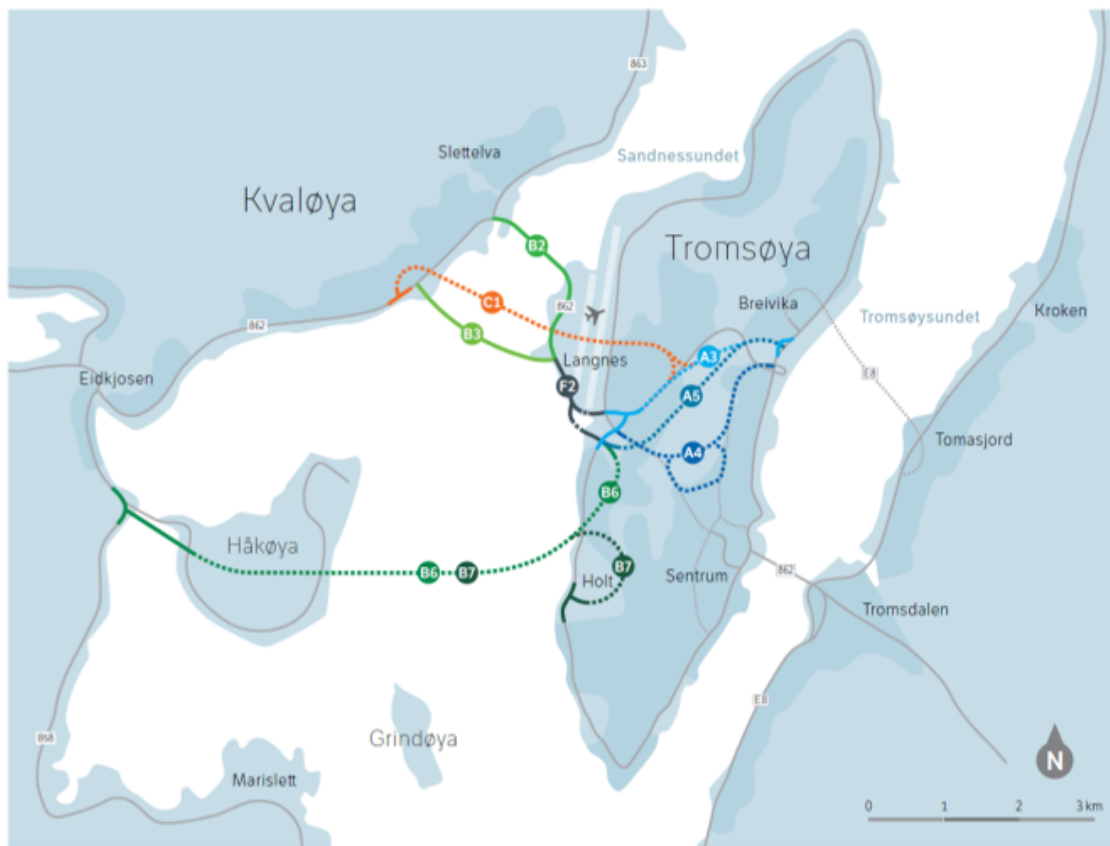 863
Slettelva
Sandnessundet
Kvaløya
Tromsøya
B2
C1
862
Breivika
Tromsøysundet
Kroken
862
B3
Langnes
A3
E8
Eidkjosen
F2
A5
Tomasjord
A4
B6
Håkøya
B6
B7
Holt
B7
Sentrum
862
Tromsdalen
E8
858
Grindøya
Marislett
N
0
1
2
3 km